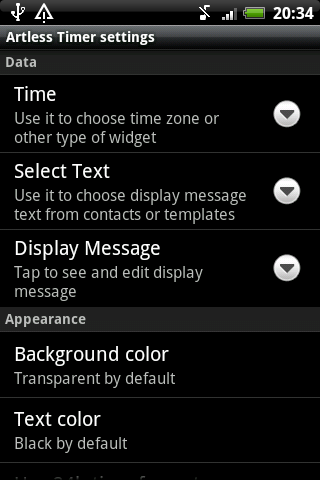 20:34
Artless Timer settings
Data
Time
Use it to choose time zone or
other type of widget
Select Text
Use it to choose display message
text from contacts or templates
Display Message
Tap to see and edit display
message
Appearance
Background color
Transparent by default
Text color
Black by default